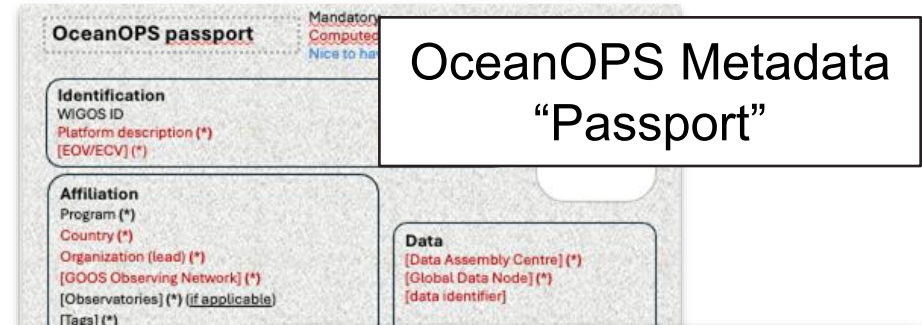 OceanOPS passport
Mandatory
Computed
Nice to
OceanOPS Metadata
“Passport”
Identification
WIGOS ID
Platform description (*)
[EOV/ECV] (*)
Affiliation
Program (*)
Country (*)
Organization (lead) (*)
[GOOS Observing Network] (*)
[Observatories] (*) (if applicable)
[Tags] (*)
Data
[Data Assembly Centre] (*)
[Global Data Node] (*)
[data identifier]